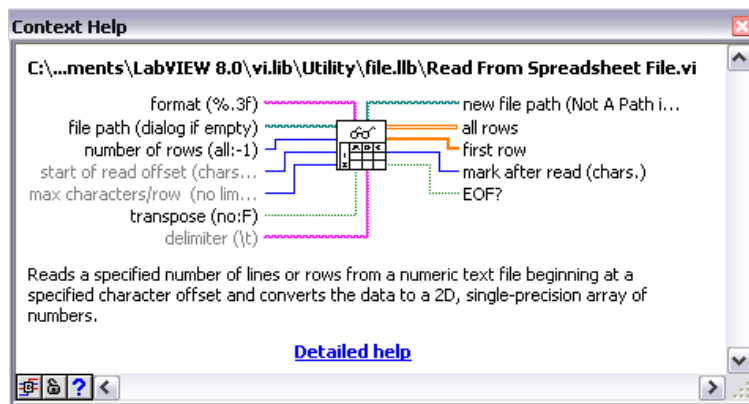 Context Help
C:\...ments\LabVIEW 8.0\vi.lib\Utility\file.llb\Read From Spreadsheet File.vi
format (%.3f)
file path (dialog if empty)
number of rows (all:-1)
start of read offset (chars...
max characters/row (no lim...
transpose (no:F)
delimiter (\t)
new file path (Not A Path i...
all rows
first row
mark after read (chars.)
EOF?
Reads a specified number of lines or rows from a numeric text file beginning at a
specified character offset and converts the data to a 2D, single-precision array of
numbers.
Detailed help